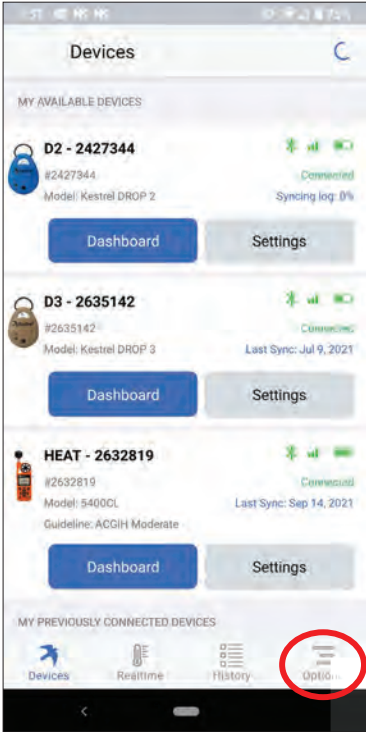 Devices
MY AVAILABLE DEVICES
D2 - 2427344
#2427344
Connected
Model: Kestrel DROP 2
Syncing log: 0%
Dashboard
Settings
D3 - 2635142
#2635142
Connected
Model: Kestrel DROP 3
Last Sync: Jul 9, 2021
Dashboard
Settings
HEAT - 2632819
#2632819
Connected
Model: 5400CL
Last Sync: Sep 14, 2021
Guideline: ACGIH Moderate
Dashboard
Settings
MY PREVIOUSLY CONNECTED DEVICES
Devices
Realtime
History
Option...